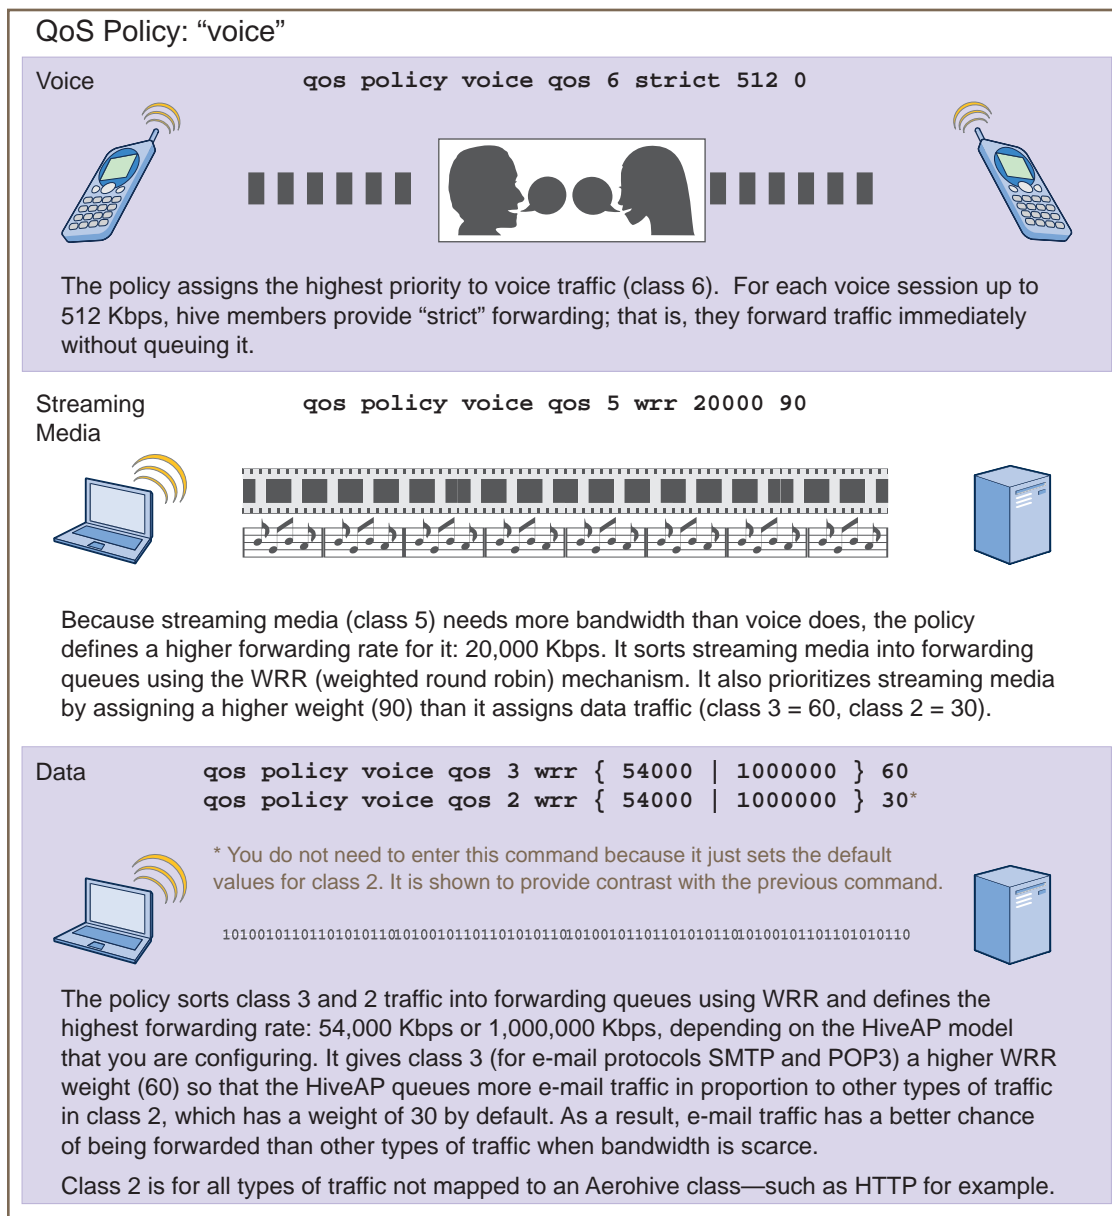 QoS Policy: “voice”
Voice
qos policy voice qos 6 strict 512 0
The policy assigns the highest priority to voice traffic (class 6).  For each voice session up to
512 Kbps, hive members provide “strict” forwarding; that is, they forward traffic immediately
without queuing it.
Streaming
Media
qos policy voice qos 5 wrr 20000 90
Because streaming media (class 5) needs more bandwidth than voice does, the policy
defines a higher forwarding rate for it: 20,000 Kbps. It sorts streaming media into forwarding
queues using the WRR (weighted round robin) mechanism. It also prioritizes streaming media
by assigning a higher weight (90) than it assigns data traffic (class 3 = 60, class 2 = 30).
Data
qos policy voice qos 3 wrr { 54000 | 1000000 } 60
qos policy voice qos 2 wrr { 54000 | 1000000 } 30*
* You do not need to enter this command because it just sets the default
values for class 2. It is shown to provide contrast with the previous command.
10100101101101010110101001011011010101101010010110110101011010100101101101010110
The policy sorts class 3 and 2 traffic into forwarding queues using WRR and defines the
highest forwarding rate: 54,000 Kbps or 1,000,000 Kbps, depending on the HiveAP model
that you are configuring. It gives class 3 (for e-mail protocols SMTP and POP3) a higher WRR
weight (60) so that the HiveAP queues more e-mail traffic in proportion to other types of traffic
in class 2, which has a weight of 30 by default. As a result, e-mail traffic has a better chance
of being forwarded than other types of traffic when bandwidth is scarce.
Class 2 is for all types of traffic not mapped to an Aerohive class—such as HTTP for example.